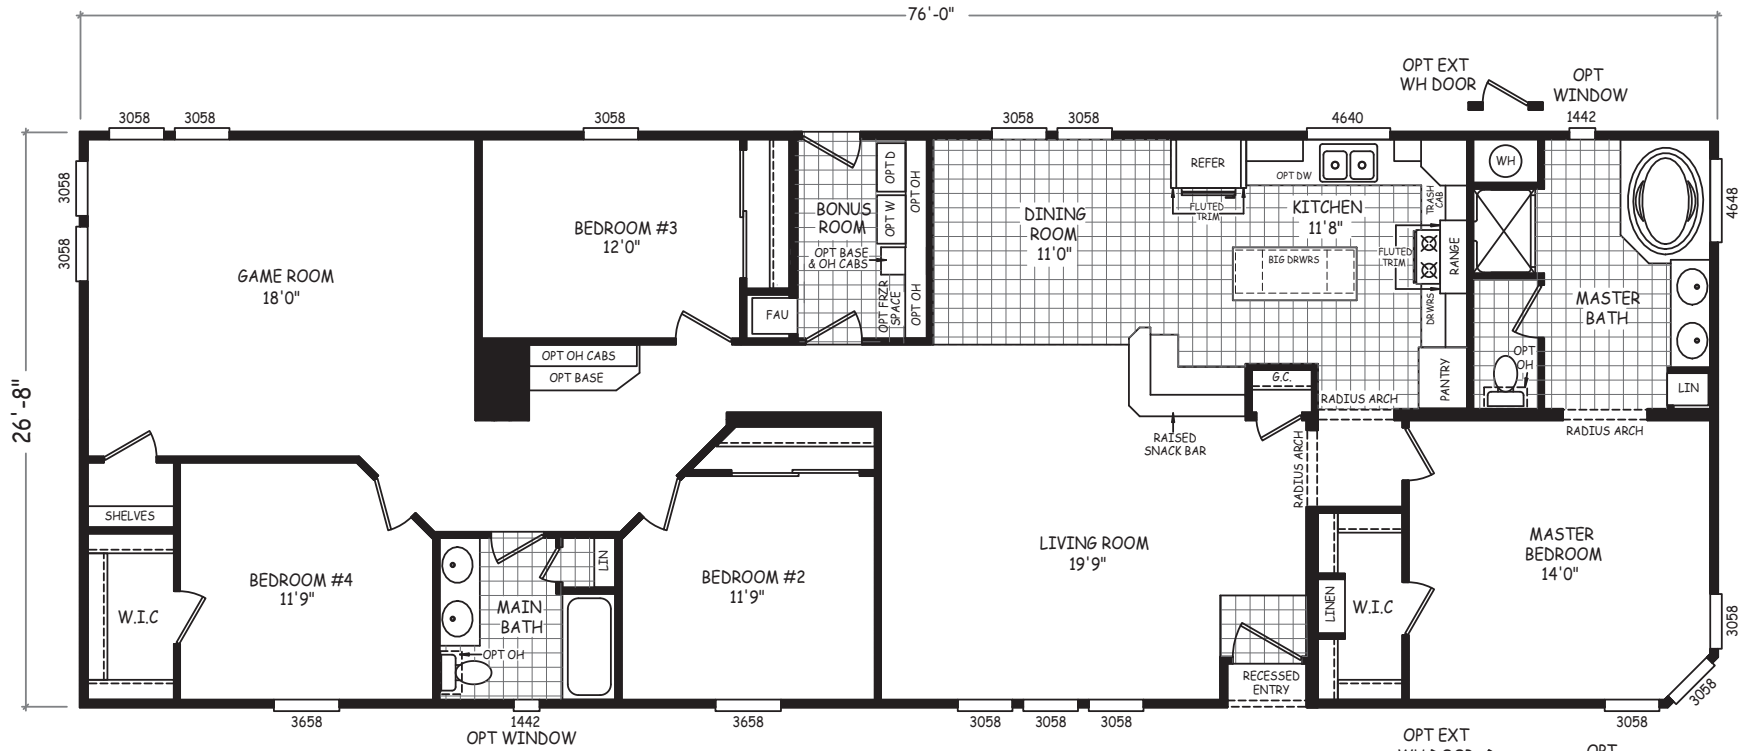 76'-0"
OPT EXT
WH DOOR
OPT
WINDOW
3058
3058
3058
3058
3058
4640
1442
3058
3058
4648
26'-8"
GAME ROOM
18'0"
BEDROOM #3
12'0"
FAU
BONUS
ROOM
OPT BASE
& OH CABS
OPT D
OPT W
OPT FRZR
SPACE
OPT OH
OPT OH
DINING
ROOM
11'0"
REFER
FLUTED
TRIM
OPT DW
KITCHEN
11'8"
BIG DRWRS
TRASH
CAB
FLUTED
TRIM
RANGE
DRWRS
PANTRY
WH
MASTER
BATH
OPT
OH
LIN
OPT OH CABS
OPT BASE
G.C.
RADIUS ARCH
RADIUS ARCH
RADIUS ARCH
RAISED
SNACK BAR
SHELVES
W.I.C
BEDROOM #4
11'9"
MAIN
BATH
LIN
OPT OH
BEDROOM #2
11'9"
LIVING ROOM
19'9"
RECESSED
ENTRY
LINEN
W.I.C
MASTER
BEDROOM
14'0"
3058
3058
3658
1442
OPT WINDOW
3658
3058
3058
3058
3058
OPT EXT